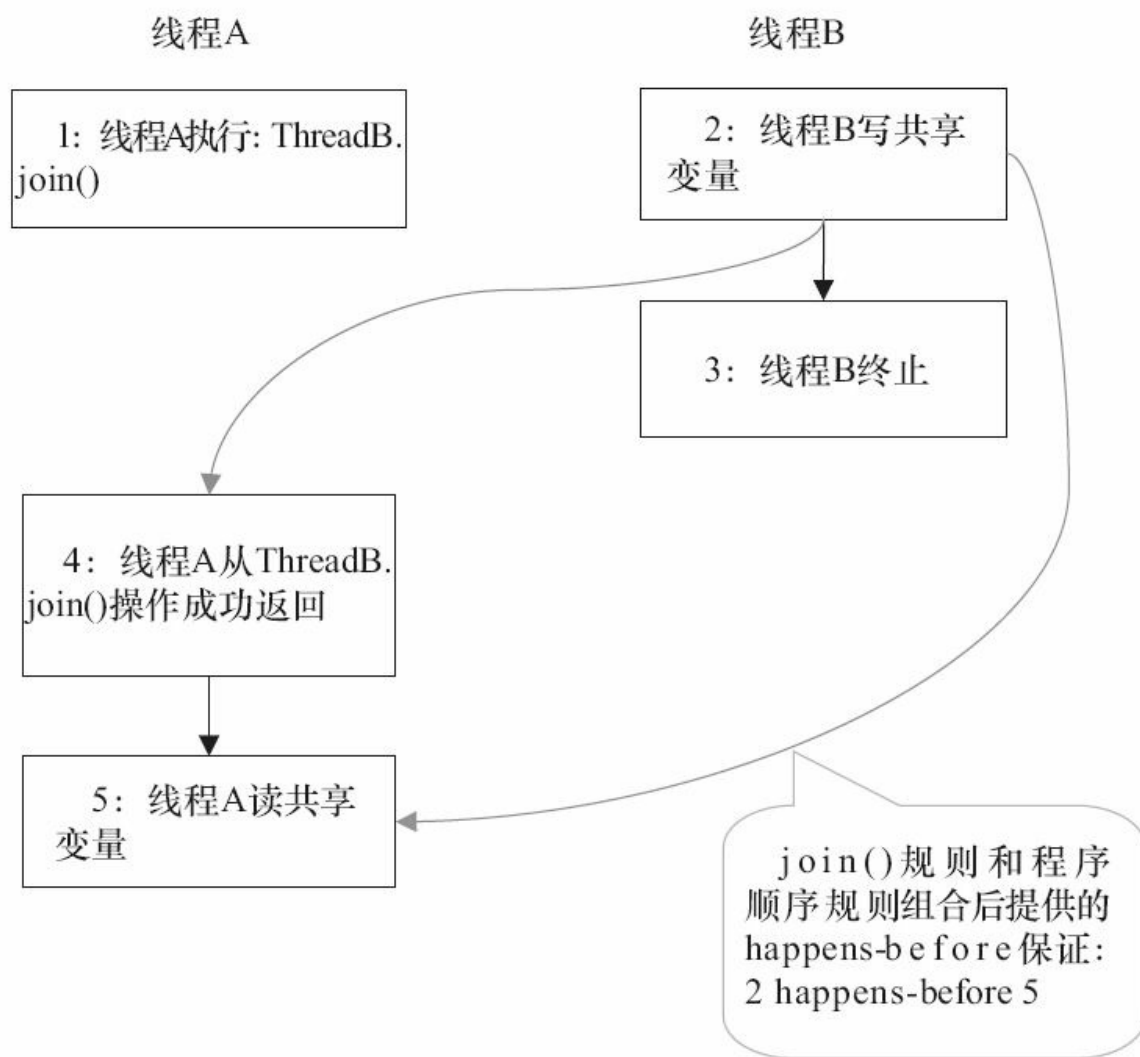 线程A
线程B
1: 线程A执行: ThreadB.
join()
2: 线程B写共享
变量
3: 线程B终止
4: 线程A从ThreadB.
join()操作成功返回
5: 线程A读共享
变量
join()规则和程序
顺序规则组合后提供的
happens-before保证:
2 happens-before 5